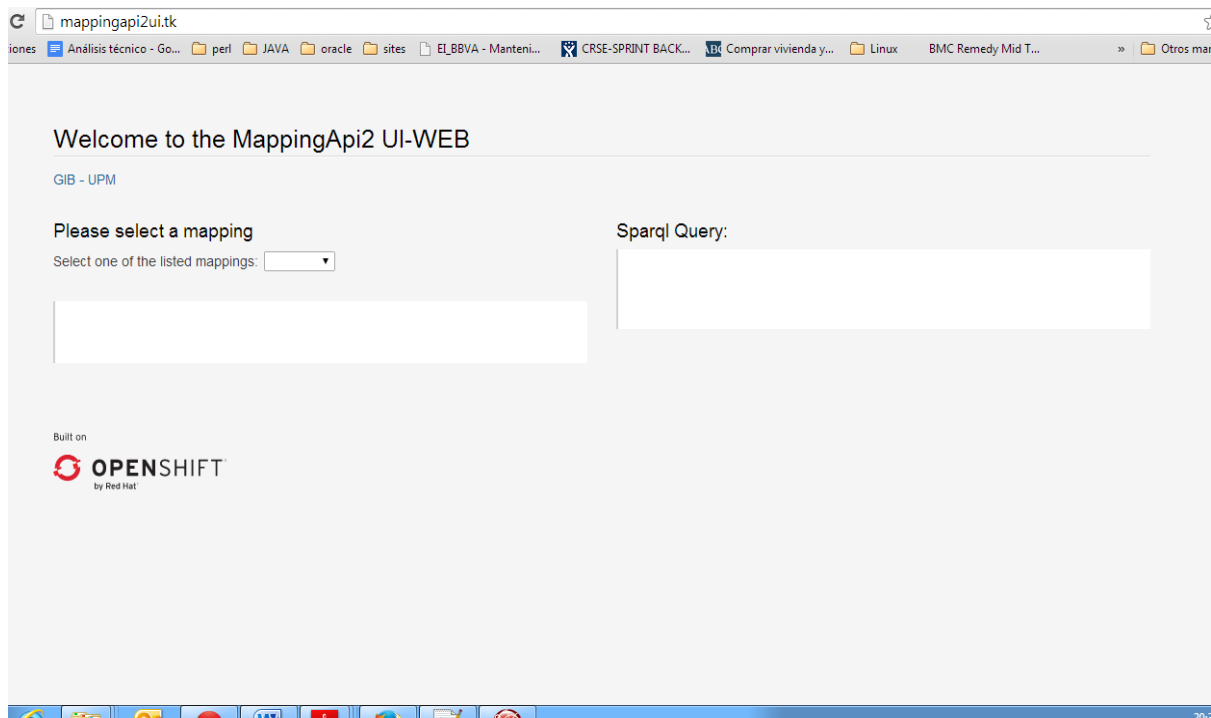 mappingapi2ui.tk
iones Análisis técnico - Go... perl JAVA oracle sites EI_BBVA - Manteni... CRSE-SPRINT BACK... Comprar vivienda y... Linux BMC Remedy Mid T... » Otros mar
Welcome to the MappingApi2 UI-WEB
GIB - UPM
Please select a mapping
Select one of the listed mappings:
Sparql Query:
Built on
OPENSHIFT
by Red Hat